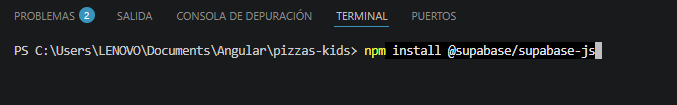 PROBLEMAS 2 SALIDA CONSOLA DE DEPURACIÓN TERMINAL PUERTOS
PS C:\Users\LENOVO\Documents\Angular\pizzas-kids> npm install @supabase/supabase-js